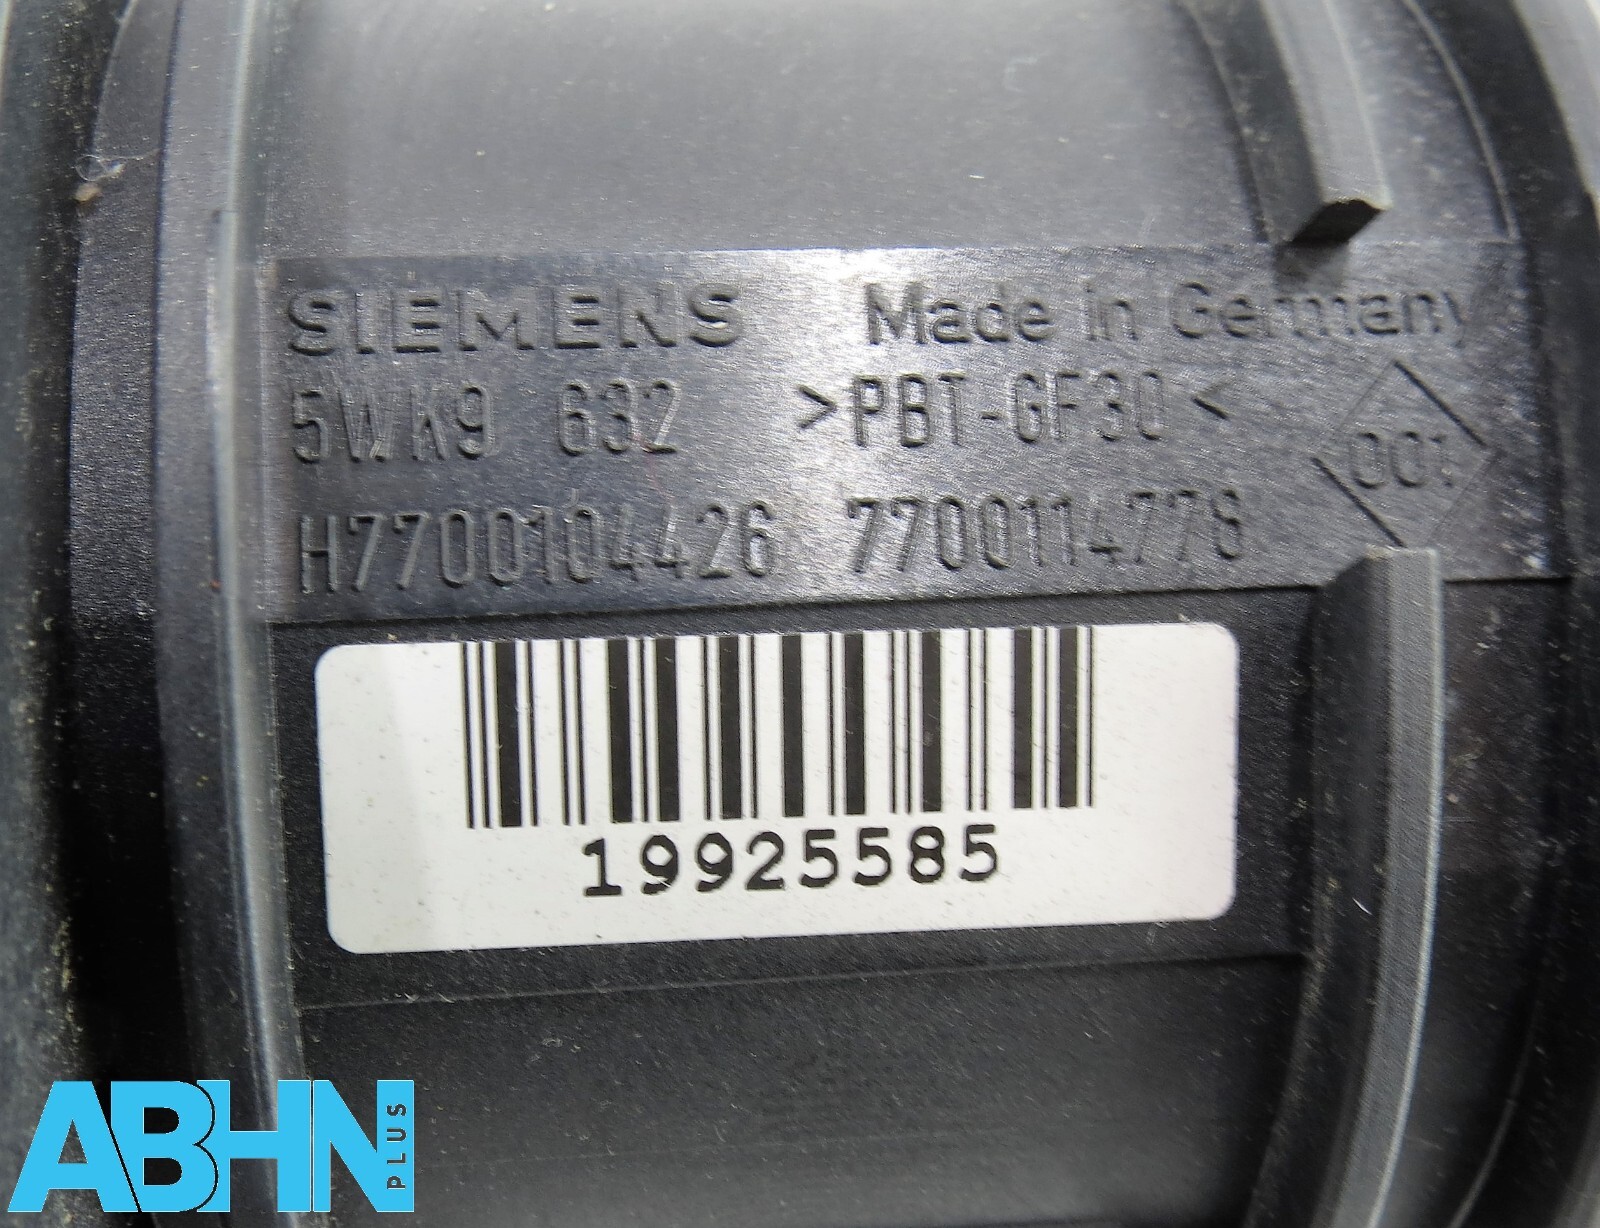 SIEMENS Made in Germany
5WK9 632 >PBT-GF30<
001
H7700104426 7700114778
19925585
ABHN PLUS